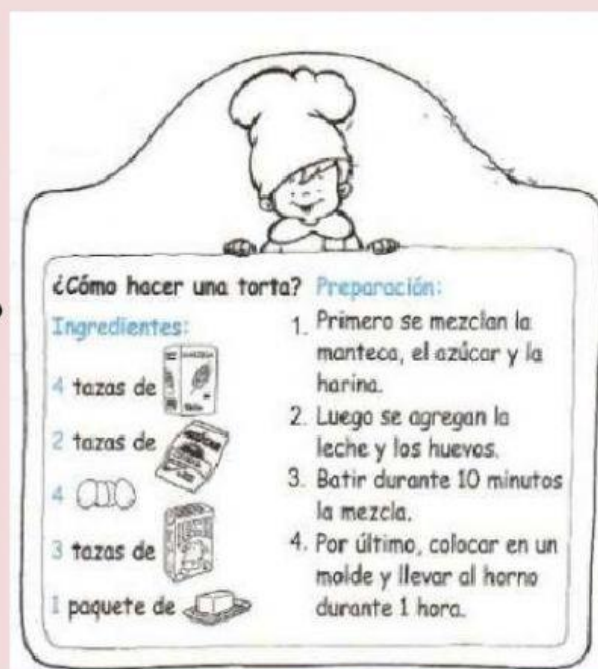 ¿Cómo hacer una torta?
Ingredientes:
4 tazas de
2 tazas de
4
3 tazas de
1 paquete de
Preparación:
1. Primero se mezclan la
manteca, el azúcar y la
harina.
2. Luego se agregan la
leche y los huevos.
3. Batir durante 10 minutos
la mezcla.
4. Por último, colocar en un
molde y llevar al horno
durante 1 hora.